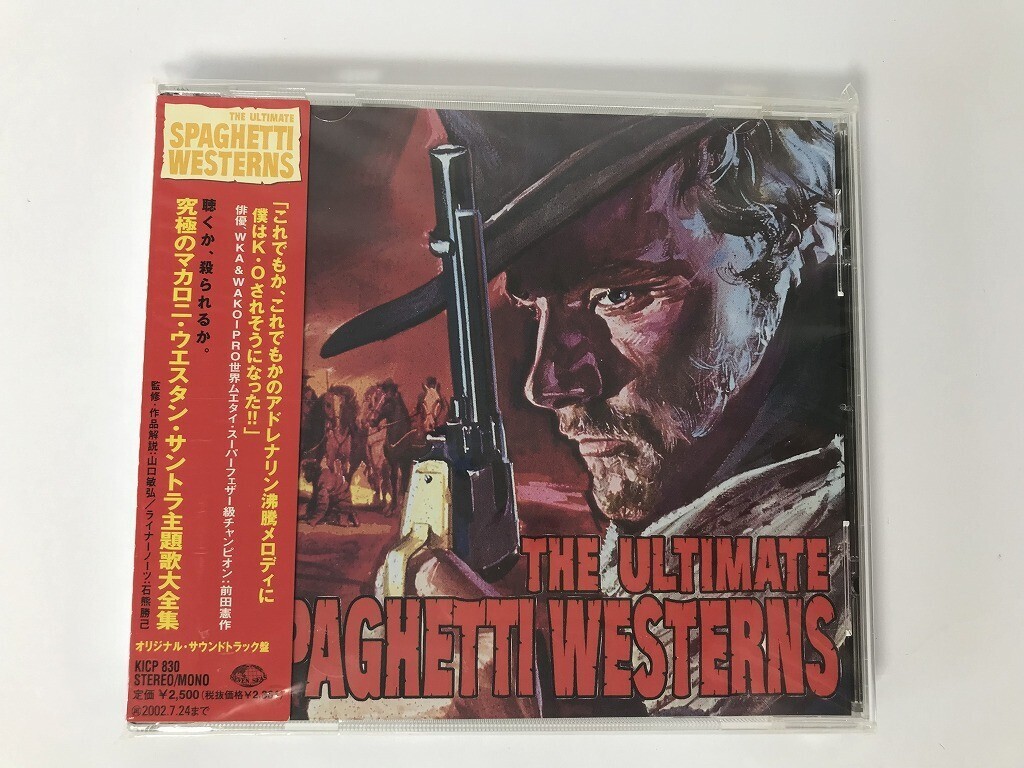 THE ULTIMATE
SPAGHETTI
WESTERNS
「これでもか、これでもかのアドレナリン沸騰メロディに
僕はK・Oされそうになった!!」
俳優、WKA&WAKO−PRO世界ムエタイ・スーパーフェザー級チャンピオン:前田憲作
聴くか、殺られるか。
究極のマカロニ・ウエスタン・サントラ主題歌大全集
監修・作品解説:山口敏弘/ライナーノーツ:石熊勝己
オリジナル・サウンドトラック盤
KICP 830
STEREO/MONO
定価 ¥2,500(税抜価格¥2,
Ⓡ2002.7.24まで
THE ULTIMATE
SPAGHETTI WESTERNS